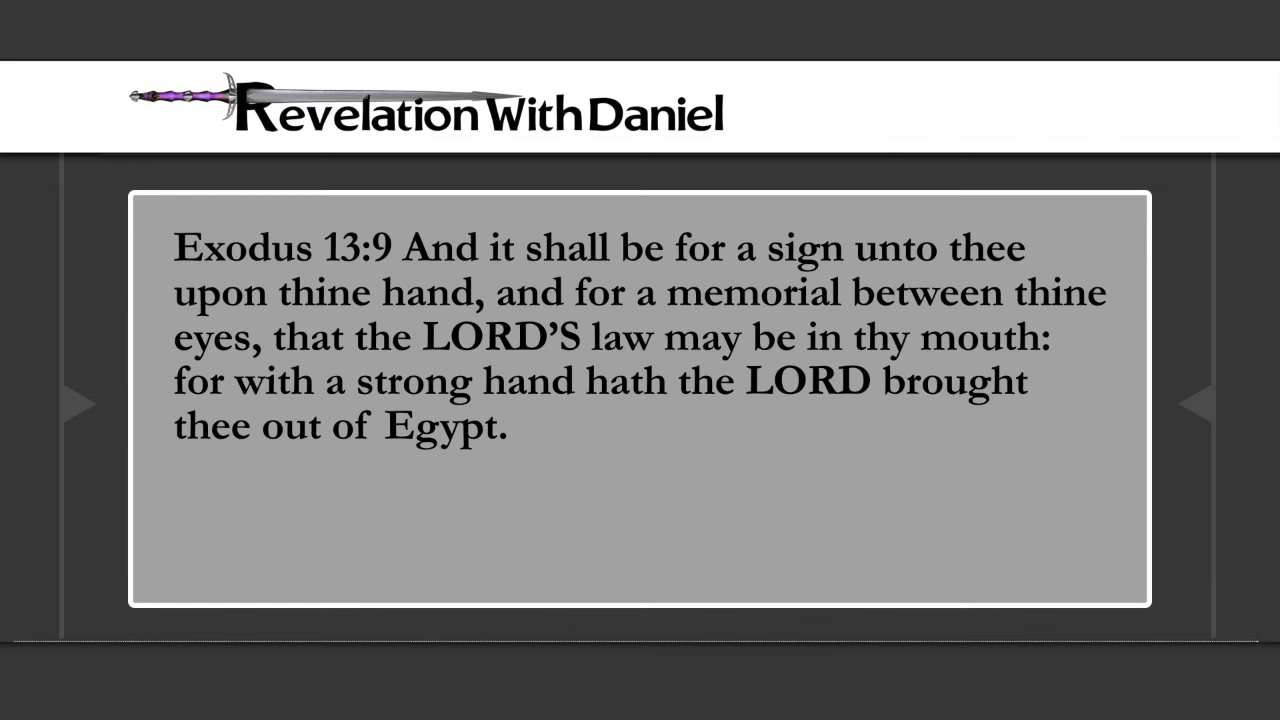 Revelation With Daniel
Exodus 13:9 And it shall be for a sign unto thee
upon thine hand, and for a memorial between thine
eyes, that the LORD’S law may be in thy mouth:
for with a strong hand hath the LORD brought
thee out of Egypt.